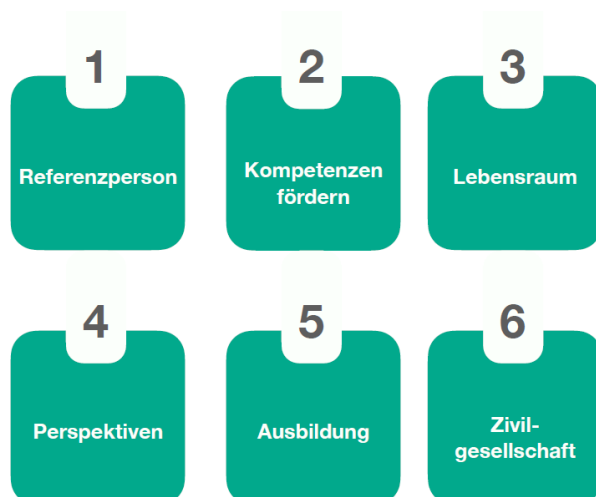 1
Referenzperson
2
Kompetenzen
fördern
3
Lebensraum
4
Perspektiven
5
Ausbildung
6
Zivil-
gesellschaft